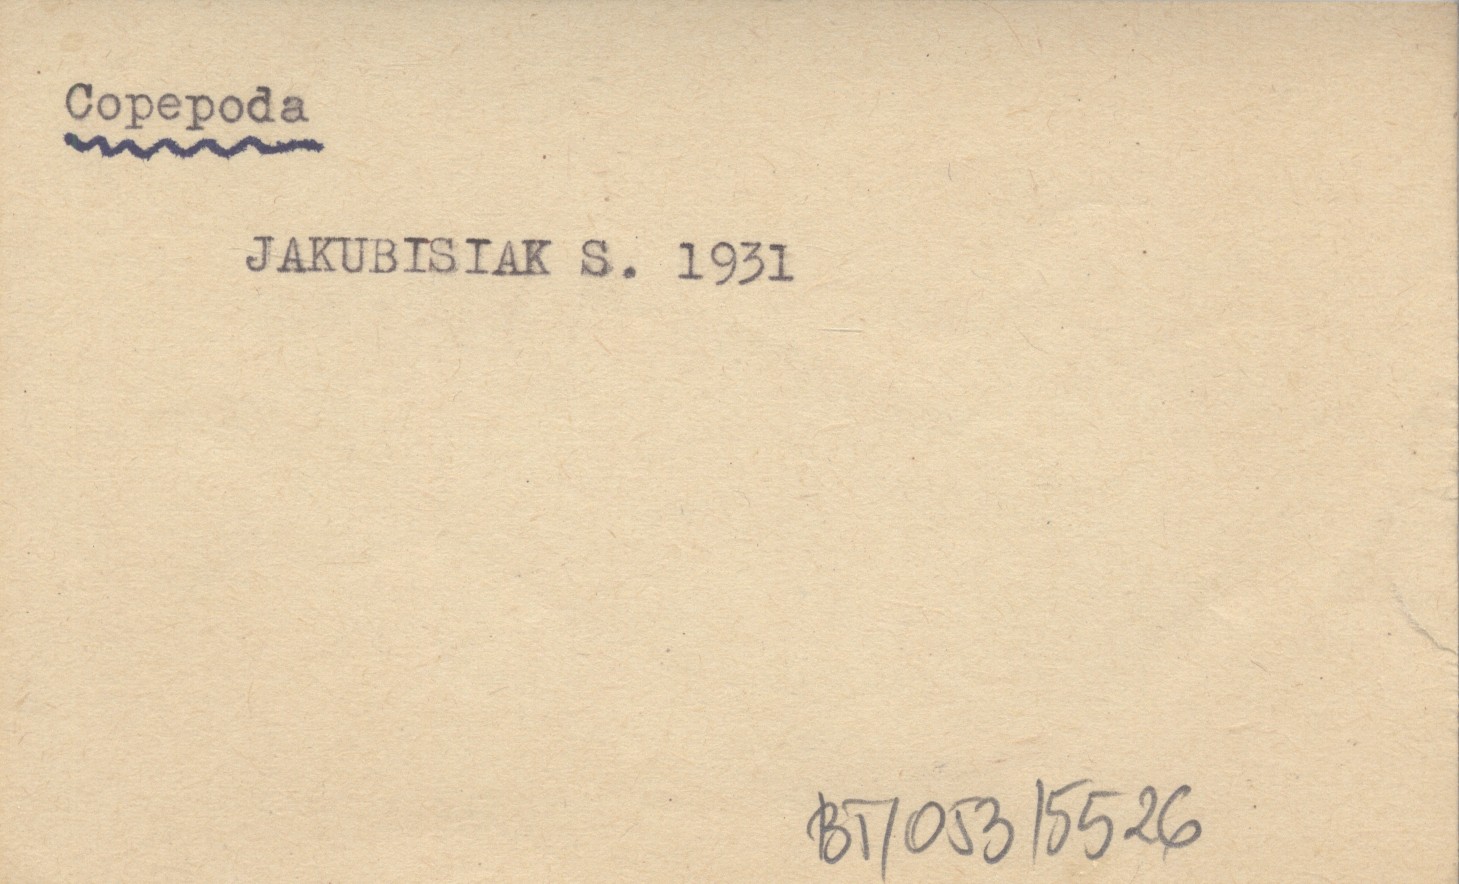 Copepoda
JAKUBISIAK S. 1931
BT/053/5526